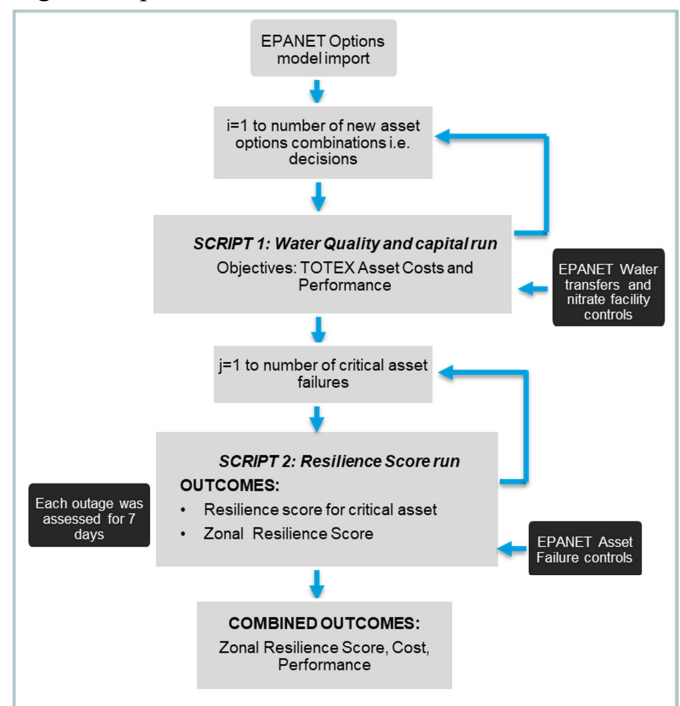 EPANET Options
model import
i=1 to number of new asset
options combinations i.e.
decisions
SCRIPT 1: Water Quality and capital run
Objectives: TOTEX Asset Costs and
Performance
EPANET Water
transfers and
nitrate facility
controls
j=1 to number of critical asset
failures
SCRIPT 2: Resilience Score run
OUTCOMES:
• Resilience score for critical asset
• Zonal Resilience Score
Each outage was
assessed for 7
days
EPANET Asset
Failure controls
COMBINED OUTCOMES:
Zonal Resilience Score, Cost,
Performance